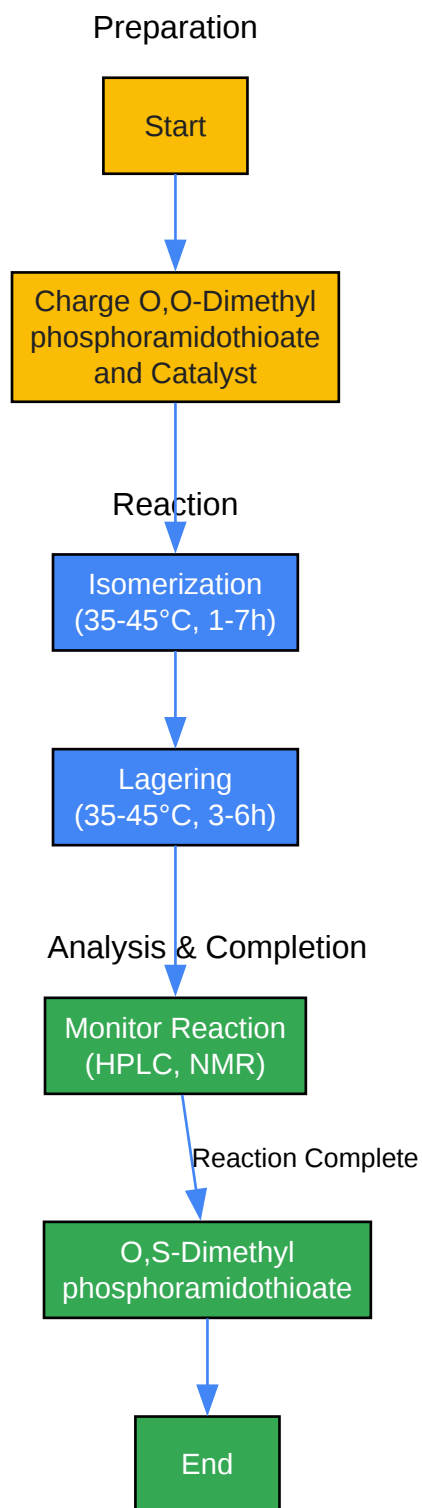 Preparation
Start
Charge O,O-Dimethyl
phosphoramidothioate
and Catalyst
Reaction
Isomerization
(35-45°C, 1-7h)
Lagering
(35-45°C, 3-6h)
Analysis & Completion
Monitor Reaction
(HPLC, NMR)
Reaction Complete
O,S-Dimethyl
phosphoramidothioate
End